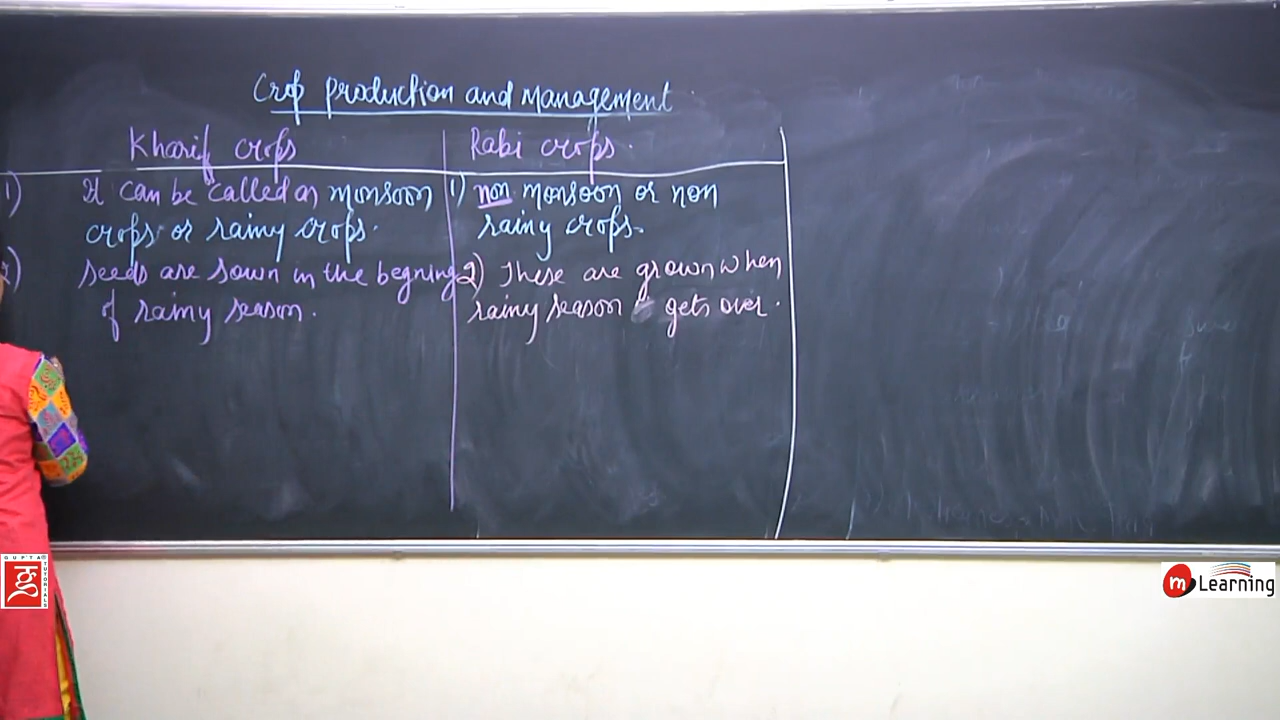 Crop production and management
Kharif crops
Rabi crops.
1) It can be called as monsoon
crops or rainy crops.
2) seeds are sown in the begning
of rainy season.
1) non monsoon or non
rainy crops.
2) These are grown when
rainy season gets over.
GUPTA
TUTORIALS
m Learning